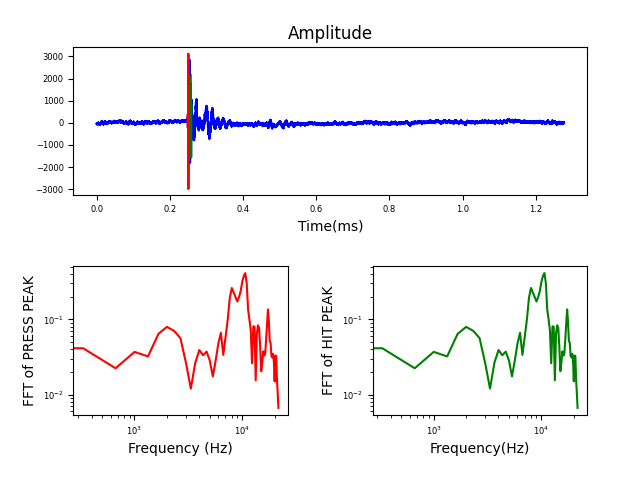 Amplitude
3000
2000
1000
0
−1000
−2000
−3000
0.0 0.2 0.4 0.6 0.8 1.0 1.2
Time(ms)
FFT of PRESS PEAK
10⁻¹
10⁻²
10³ 10⁴
Frequency (Hz)
FFT of HIT PEAK
10⁻¹
10⁻²
10³ 10⁴
Frequency(Hz)